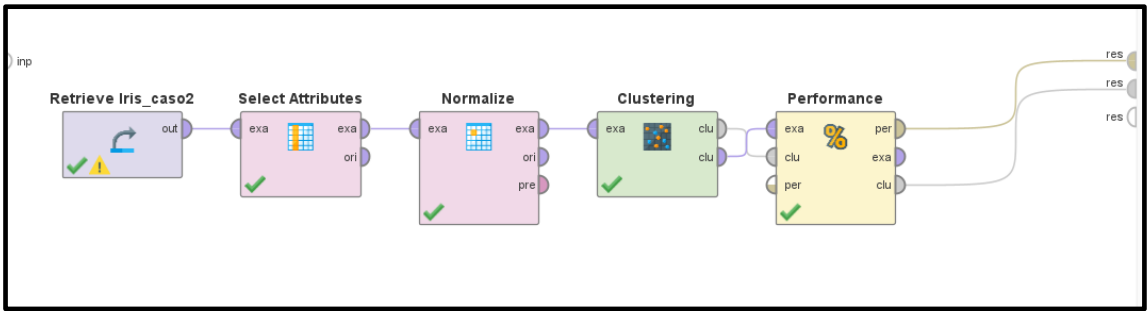 inp
Retrieve Iris_caso2
out
Select Attributes
exa
exa
ori
Normalize
exa
exa
ori
pre
Clustering
exa
clu
clu
Performance
%
exa
clu
per
per
exa
clu
res
res
res